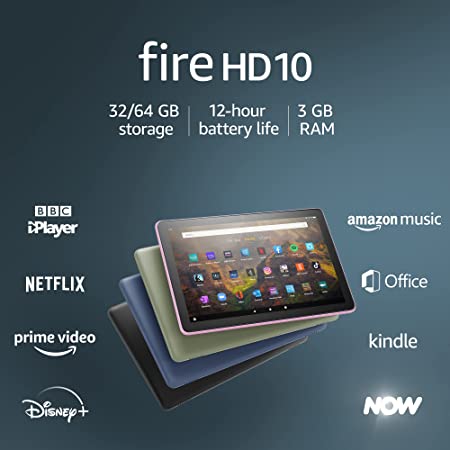 fire HD10
32/64 GB
storage
12-hour
battery life
3 GB
RAM
BBC
iPlayer
NETFLIX
prime video
Disney+
amazon music
Office
kindle
NOW